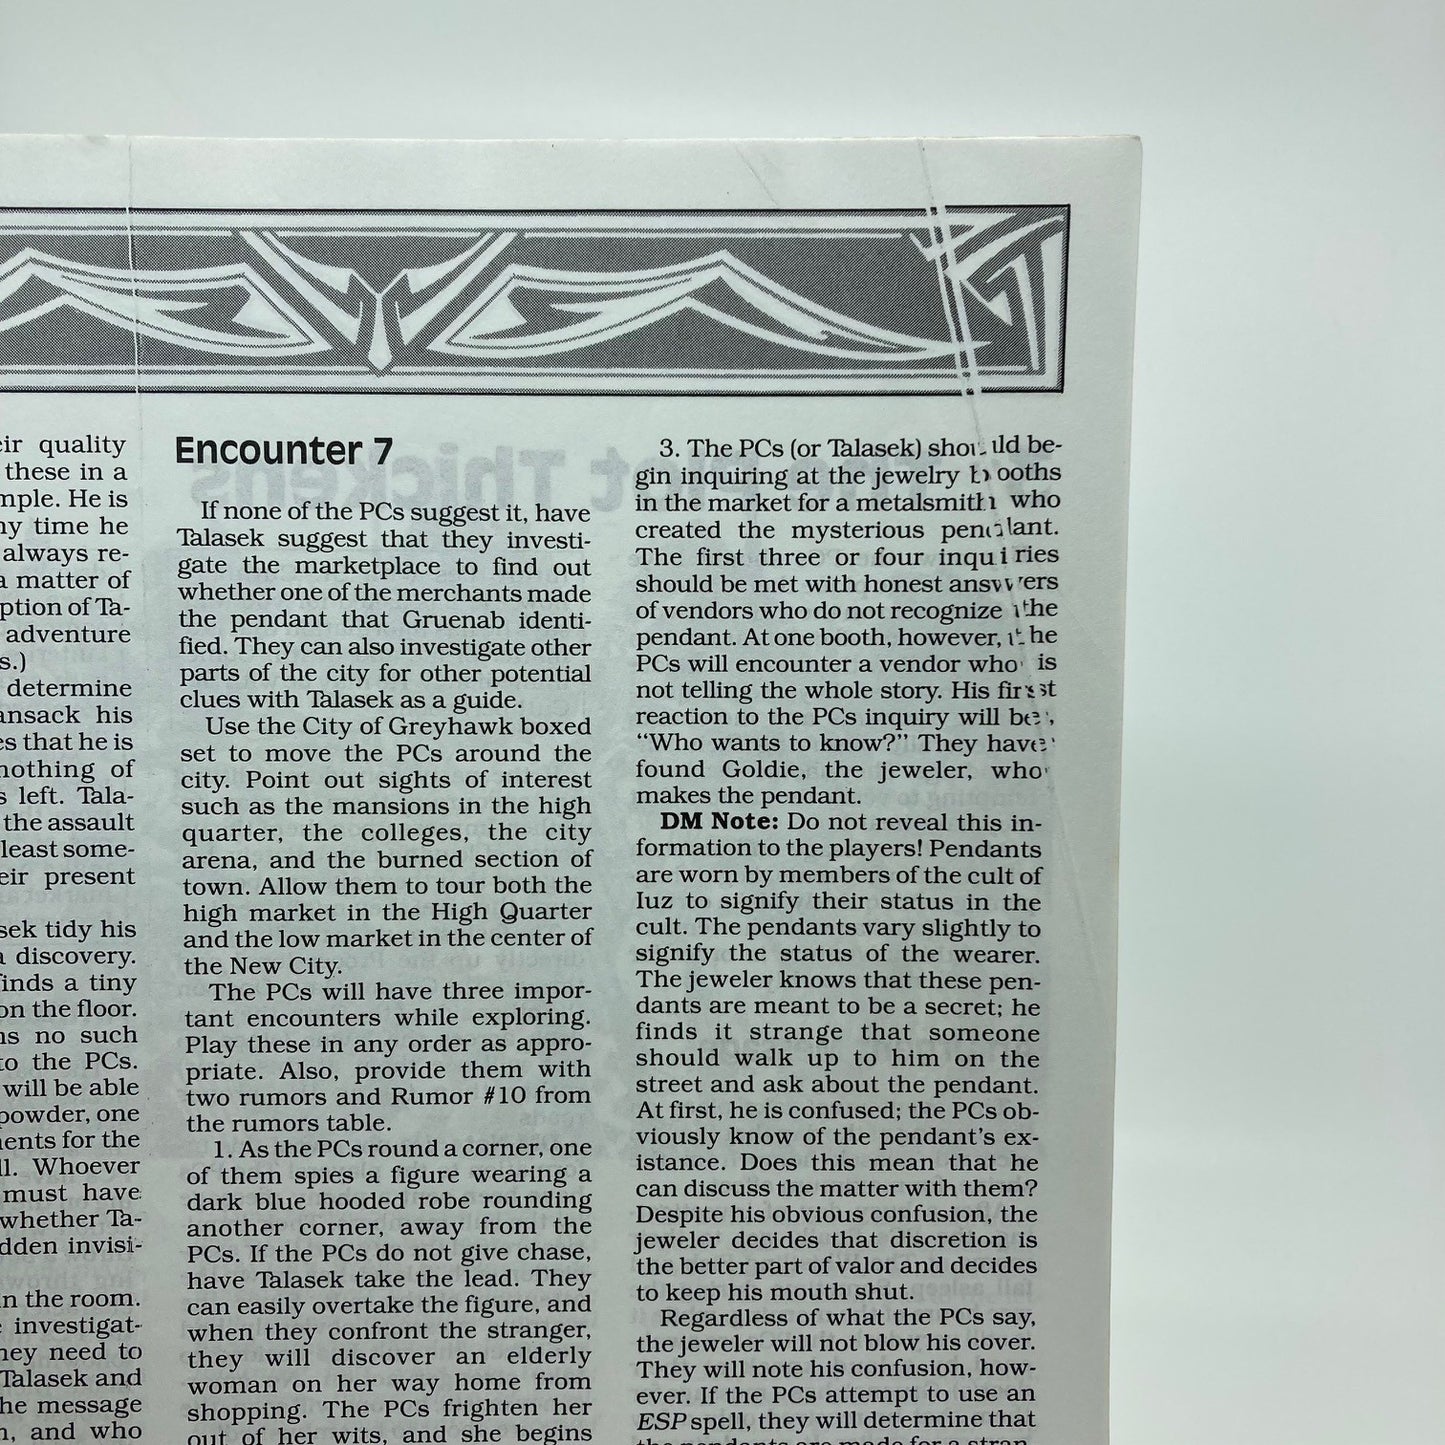 eir quality
these in a
mple. He is
ny time he
always re-
a matter of
ption of Ta-
adventure
s.)
determine
ansack his
es that he is
nothing of
s left. Tala-
the assault
least some-
eir present
sek tidy his
a discovery.
finds a tiny
on the floor.
ns no such
to the PCs.
will be able
powder, one
nents for the
ll. Whoever
must have
whether Ta-
dden invisi-
n the room.
e investigat-
hey need to
Talasek and
he message
n, and who
Encounter 7
If none of the PCs suggest it, have
Talasek suggest that they investi-
gate the marketplace to find out
whether one of the merchants made
the pendant that Gruenab identi-
fied. They can also investigate other
parts of the city for other potential
clues with Talasek as a guide.
Use the City of Greyhawk boxed
set to move the PCs around the
city. Point out sights of interest
such as the mansions in the high
quarter, the colleges, the city
arena, and the burned section of
town. Allow them to tour both the
high market in the High Quarter
and the low market in the center of
the New City.
The PCs will have three impor-
tant encounters while exploring.
Play these in any order as appro-
priate. Also, provide them with
two rumors and Rumor #10 from
the rumors table.
1. As the PCs round a corner, one
of them spies a figure wearing a
dark blue hooded robe rounding
another corner, away from the
PCs. If the PCs do not give chase,
have Talasek take the lead. They
can easily overtake the figure, and
when they confront the stranger,
they will discover an elderly
woman on her way home from
shopping. The PCs frighten her
out of her wits, and she begins
3. The PCs (or Talasek) should be-
gin inquiring at the jewelry booths
in the market for a metalsmith who
created the mysterious pendant.
The first three or four inquiries
should be met with honest answers
of vendors who do not recognize the
pendant. At one booth, however, the
PCs will encounter a vendor who is
not telling the whole story. His first
reaction to the PCs inquiry will be,
“Who wants to know?” They have
found Goldie, the jeweler, who
makes the pendant.
DM Note: Do not reveal this in-
formation to the players! Pendants
are worn by members of the cult of
Iuz to signify their status in the
cult. The pendants vary slightly to
signify the status of the wearer.
The jeweler knows that these pen-
dants are meant to be a secret; he
finds it strange that someone
should walk up to him on the
street and ask about the pendant.
At first, he is confused; the PCs ob-
viously know of the pendant’s ex-
istance. Does this mean that he
can discuss the matter with them?
Despite his obvious confusion, the
jeweler decides that discretion is
the better part of valor and decides
to keep his mouth shut.
Regardless of what the PCs say,
the jeweler will not blow his cover.
They will note his confusion, how-
ever. If the PCs attempt to use an
ESP spell, they will determine that
the pendants are made for a stran-